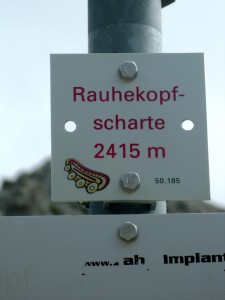 Rauhekopf-
scharte
2415 m
50.185
www. ah Implant